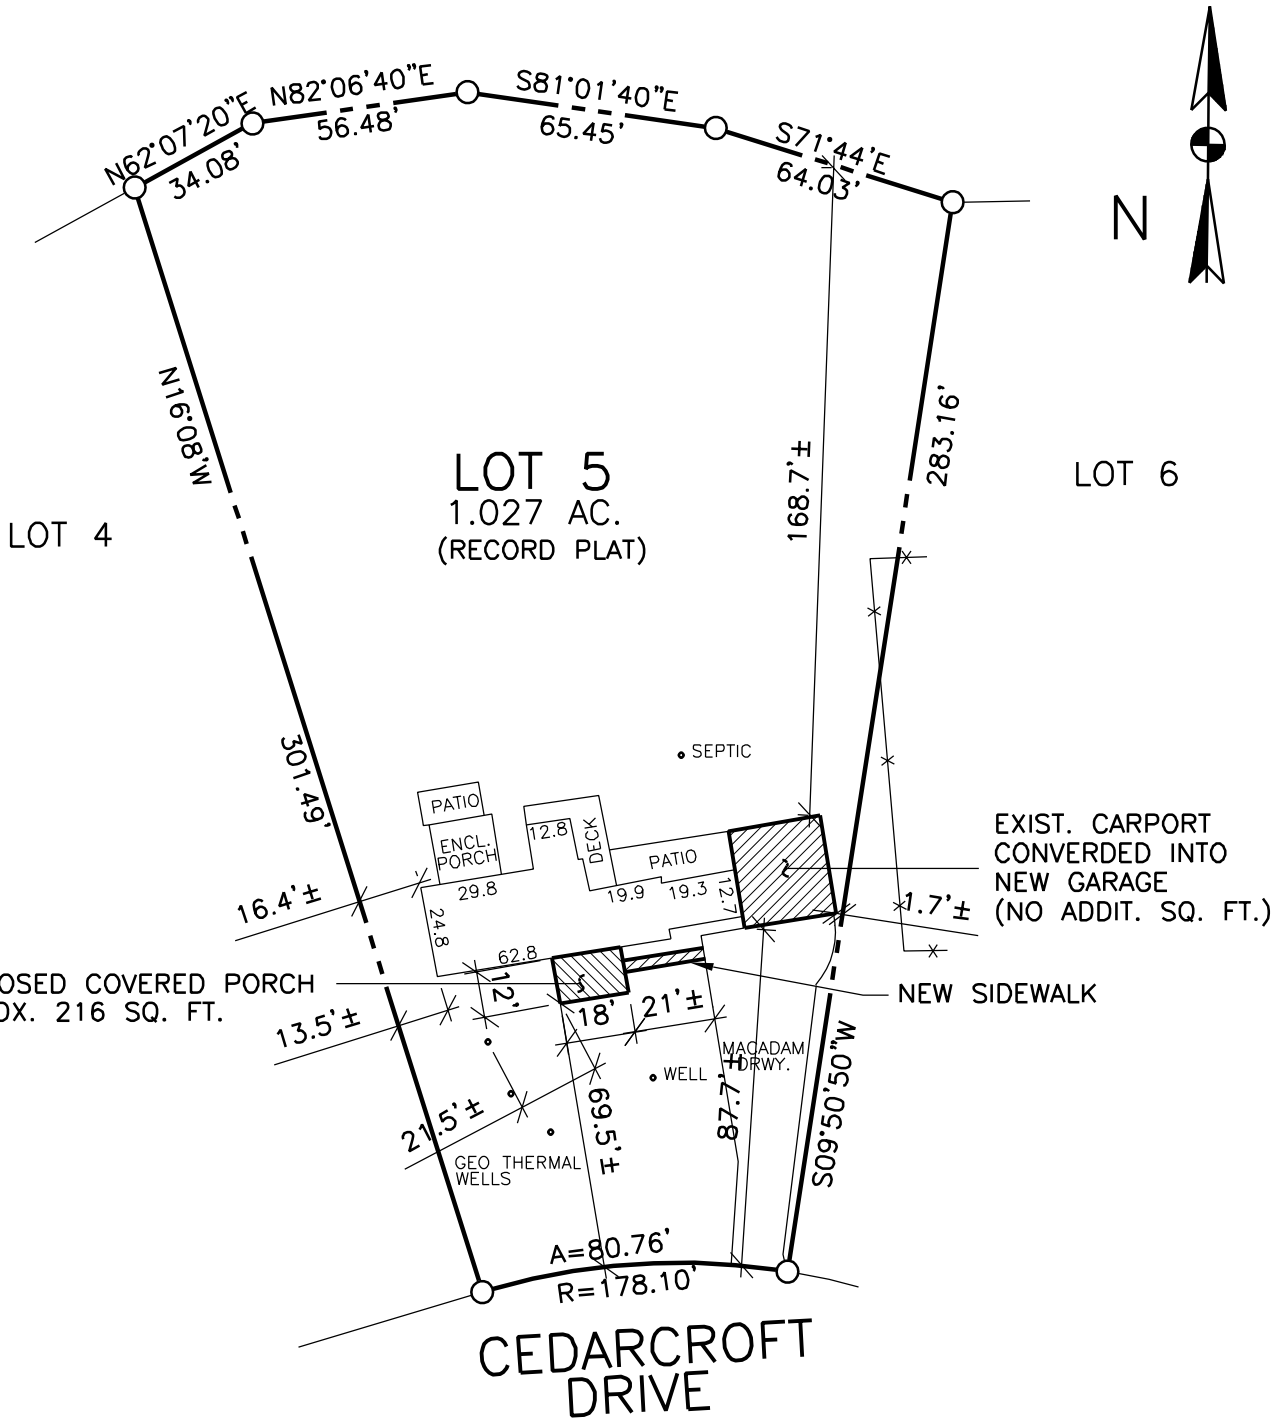 N62°07'20"E
34.08'
N82°06'40"E
56.48'
S81°01'40"E
65.45'
S71°44'E
64.03'
N
N16°08'W
301.49'
LOT 4
LOT 5
1.027 AC.
(RECORD PLAT)
168.7'±
283.16'
LOT 6
SEPTIC
PATIO
ENCL.
PORCH
12.8
DECK
PATIO
29.8
19.9
19.3
12.7
24.8
62.8
EXIST. CARPORT
CONVERDED INTO
NEW GARAGE
(NO ADDIT. SQ. FT.)
1.7'±
16.4'±
OSED COVERED PORCH
OX. 216 SQ. FT.
12'
18'
21'±
NEW SIDEWALK
13.5'±
MACADAM
DRWY.
WELL
87.7'±
69.5'±
21.5'±
GEO THERMAL
WELLS
S09°50'50"W
A=80.76'
R=178.10'
CEDARCROFT
DRIVE